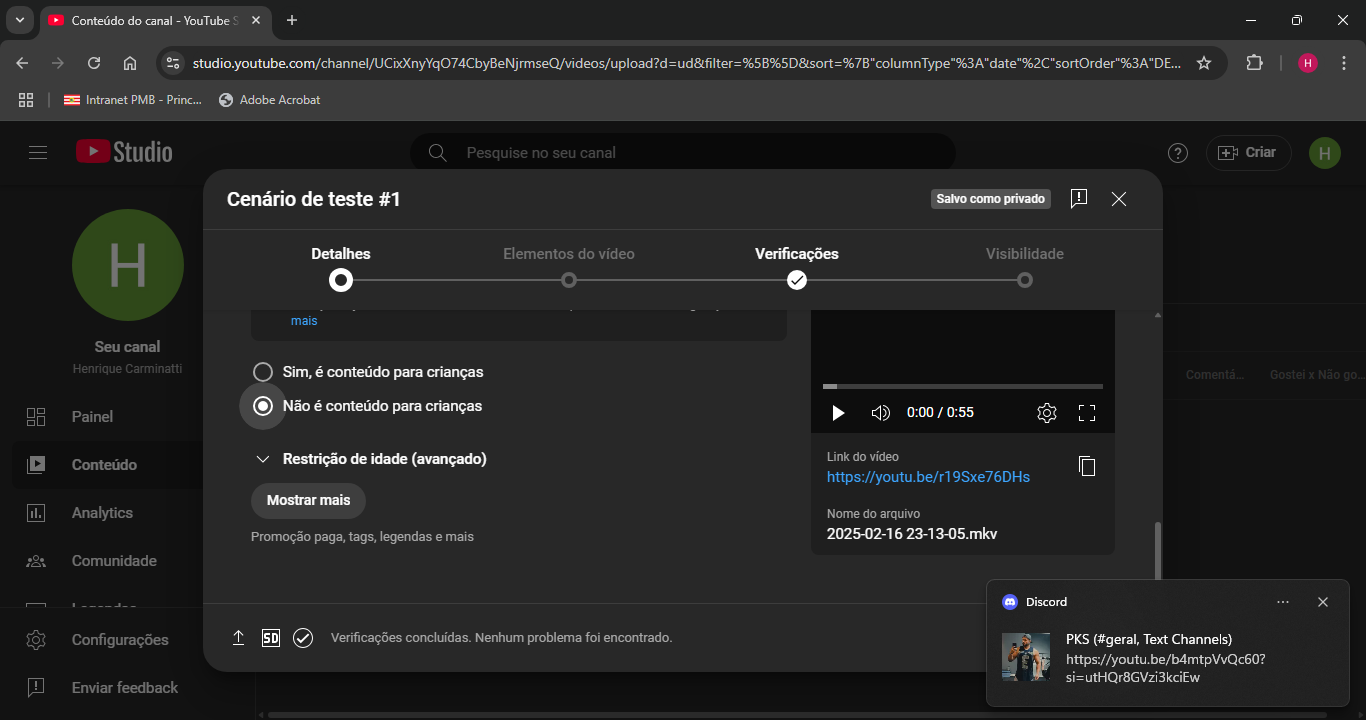 Conteúdo do canal - YouTube S
studio.youtube.com/channel/UCixXnyYqO74CbyBeNjrmseQ/videos/upload?d=ud&filter=%5B%5D&sort=%7B"columnType"%3A"date"%2C"sortOrder"%3A"DE...
H
Intranet PMB - Princ...
Adobe Acrobat
Studio
Pesquise no seu canal
Criar
H
Cenário de teste #1
Salvo como privado
Detalhes
Elementos do vídeo
Verificações
Visibilidade
H
Seu canal
Henrique Carminatti
Painel
Conteúdo
Analytics
Comunidade
Legendas
Configurações
Enviar feedback
mais
Sim, é conteúdo para crianças
Não é conteúdo para crianças
Restrição de idade (avançado)
Mostrar mais
Promoção paga, tags, legendas e mais
0:00 / 0:55
Link do vídeo
https://youtu.be/r19Sxe76DHs
Nome do arquivo
2025-02-16 23-13-05.mkv
Comentá...
Gostei x Não go...
SD
Verificações concluídas. Nenhum problema foi encontrado.
Discord
PKS (#geral, Text Channels)
https://youtu.be/b4mtpVvQc60?
si=utHQr8GVzi3kciEw